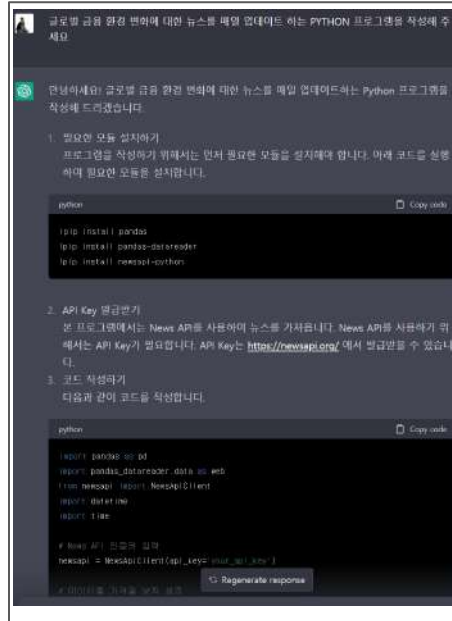 글로벌 금융 환경 변화에 대한 뉴스를 매일 업데이트 하는 PYTHON 프로그램을 작성해 주
세요
안녕하세요! 글로벌 금융 환경 변화에 대한 뉴스를 매일 업데이트하는 Python 프로그램을
작성해 드리겠습니다.
1. 필요한 모듈 설치하기
프로그램을 작성하기 위해서는 먼저 필요한 모듈을 설치해야 합니다. 아래 코드를 실행
하여 필요한 모듈을 설치합니다.
python Copy code
!pip install pandas
!pip install pandas-datareader
!pip install newsapi-python
2. API Key 발급받기
본 프로그램에서는 News API를 사용하여 뉴스를 가져옵니다. News API를 사용하기 위
해서는 API Key가 필요합니다. API Key는 https://newsapi.org/ 에서 발급받을 수 있습니
다.
3. 코드 작성하기
다음과 같이 코드를 작성합니다.
python Copy code
import pandas as pd
import pandas_datareader.data as web
from newsapi import NewsApiClient
import datetime
import time
# News API 인증키 입력
newsapi = NewsApiClient(api_key='your_api_key')
Regenerate response